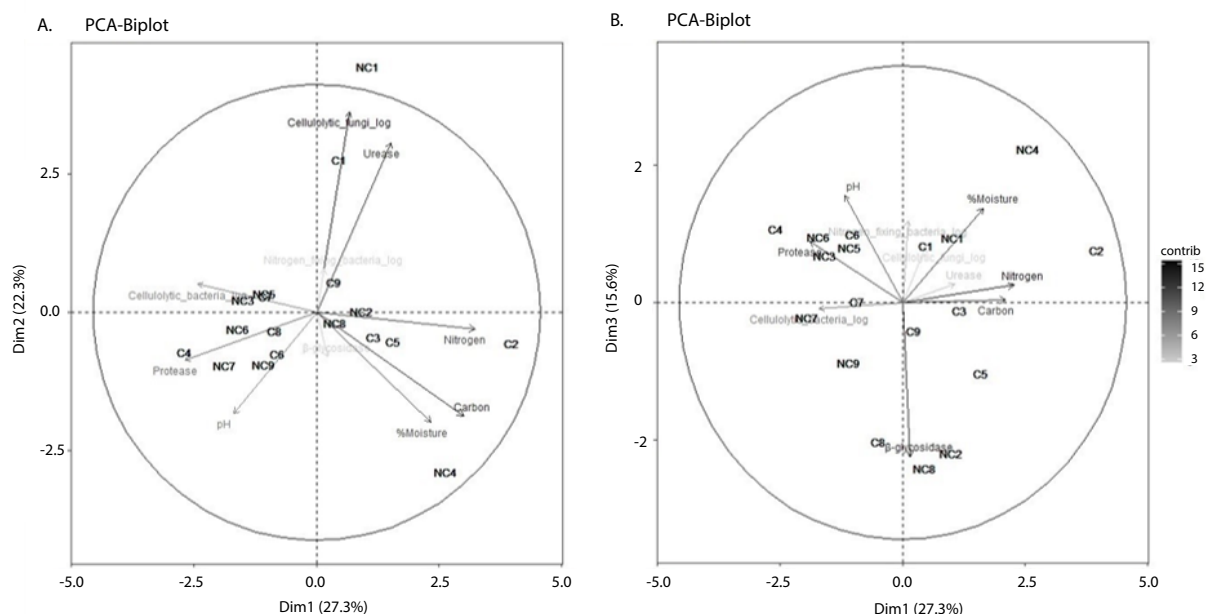 A. PCA-Biplot
NC1
Cellulolytic_fungi_log
Urease
C1
2.5
Nitrogen_fixing_bacteria_log
C9
Cellulolytic_bacteria_
NC5
NC3
0.0
NC2
NC8
NC6
C8
Nitrogen
C3
C5
C2
β-glycosidase
C4
C6
Protease
NC7
NC9
Carbon
pH
%Moisture
-2.5
NC4
-5.0 -2.5 0.0 2.5 5.0
Dim1 (27.3%)
Dim2 (22.3%)
B. PCA-Biplot
NC4
2
pH
%Moisture
C4
NC6
C6
Nitrogen_fixing_bacteria_log
NC1
C1
NC5
Protease
NC3
Cellulolytic_fungi_log
C2
Urease
Nitrogen
0
C7
C3
Carbon
NC7
Cellulolytic_bacteria_log
C9
NC9
C5
-2
C8
β-glycosidase
NC2
NC8
-5.0 -2.5 0.0 2.5 5.0
Dim1 (27.3%)
Dim3 (15.6%)
contrib
15
12
9
6
3